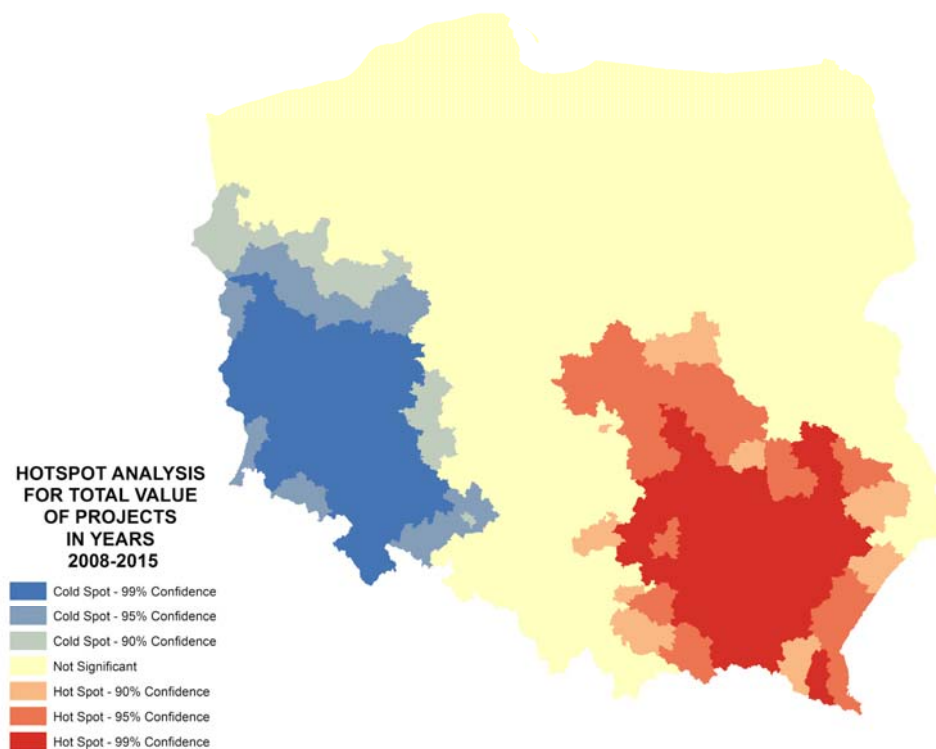 HOTSPOT ANALYSIS
FOR TOTAL VALUE
OF PROJECTS
IN YEARS
2008-2015
Cold Spot - 99% Confidence
Cold Spot - 95% Confidence
Cold Spot - 90% Confidence
Not Significant
Hot Spot - 90% Confidence
Hot Spot - 95% Confidence
Hot Spot - 99% Confidence